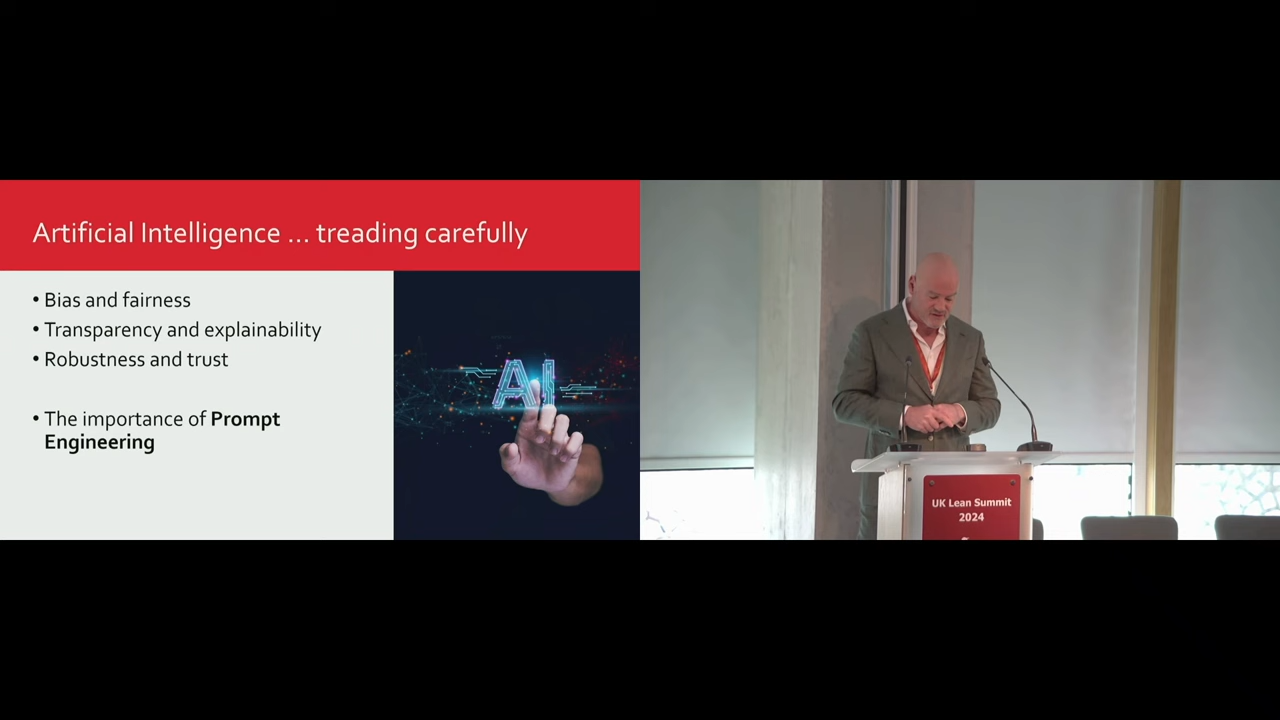 Artificial Intelligence ... treading carefully
• Bias and fairness
• Transparency and explainability
• Robustness and trust
• The importance of Prompt
Engineering
AI
UK Lean Summit
2024